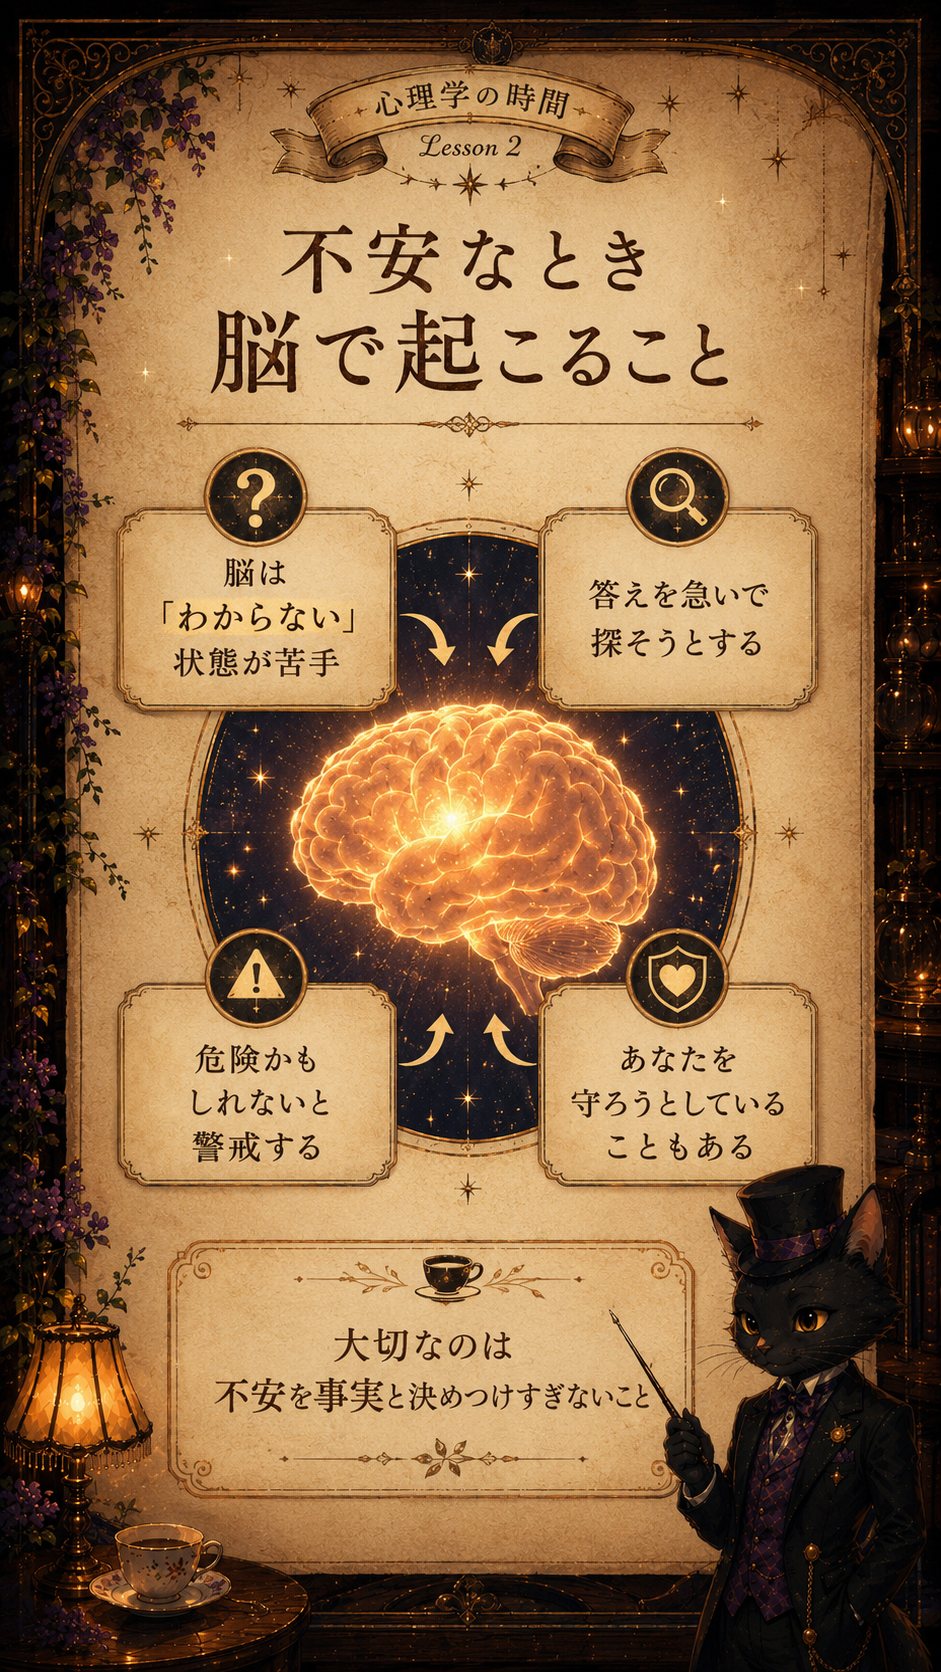 心理学の時間
Lesson 2
不安なとき
脳で起こること
?
脳は
「わからない」
状態が苦手
答えを急いで
探そうとする
!
危険かも
しれないと
警戒する
あなたを
守ろうとしている
こともある
大切なのは
不安を事実と決めつけすぎないこと